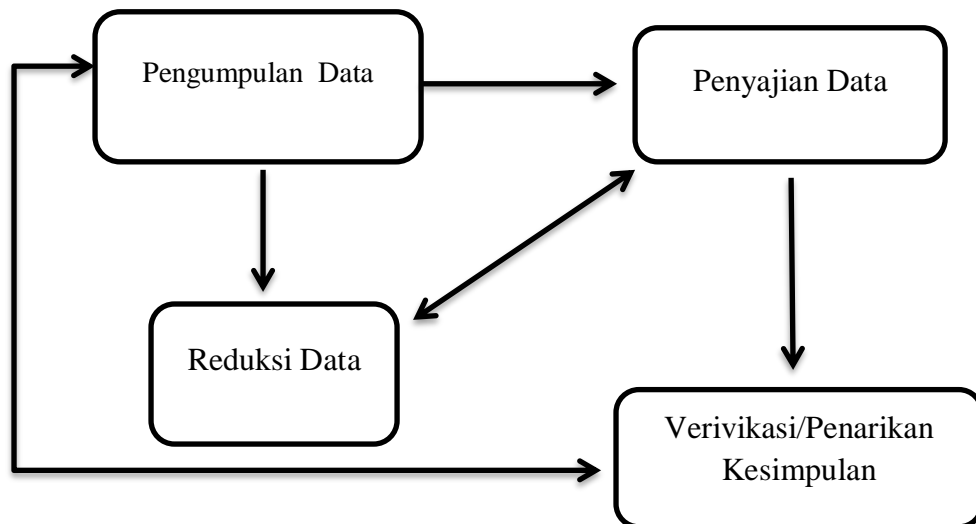 Pengumpulan Data
Penyajian Data
Reduksi Data
Verivikasi/Penarikan
Kesimpulan